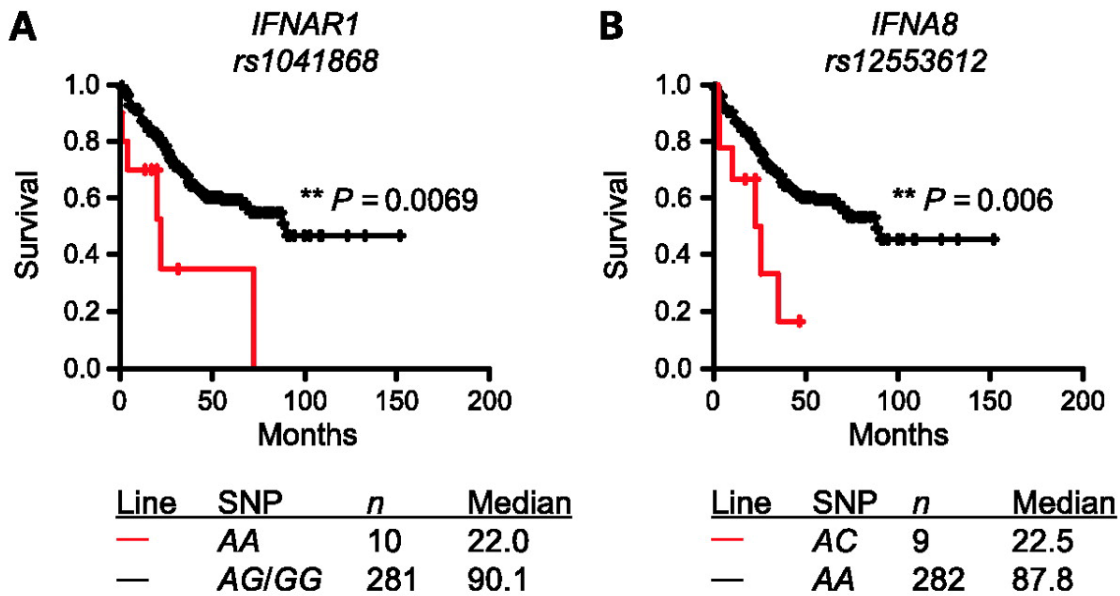 A
IFNAR1
rs1041868
1.0
0.8
0.6
0.4
0.2
0.0
Survival
** P = 0.0069
0 50 100 150 200
Months
Line SNP n Median
AA 10 22.0
AG/GG 281 90.1
B
IFNA8
rs12553612
1.0
0.8
0.6
0.4
0.2
0.0
Survival
** P = 0.006
0 50 100 150 200
Months
Line SNP n Median
AC 9 22.5
AA 282 87.8